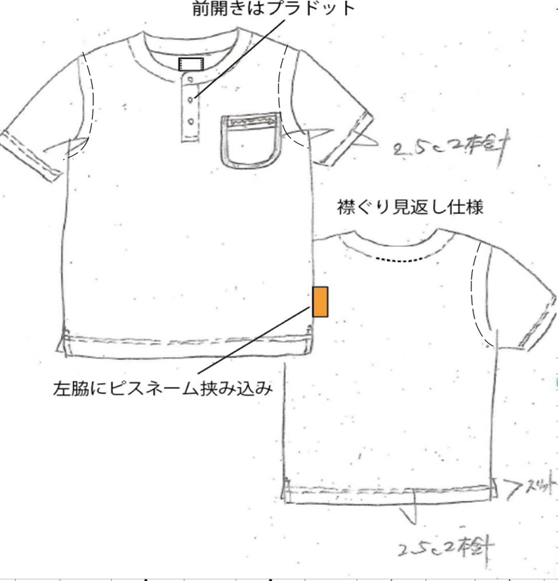 前開きはプラドット
2.5c2本針
襟ぐり見返し仕様
左脇にピスネーム挟み込み
スリット
2.5c2本針